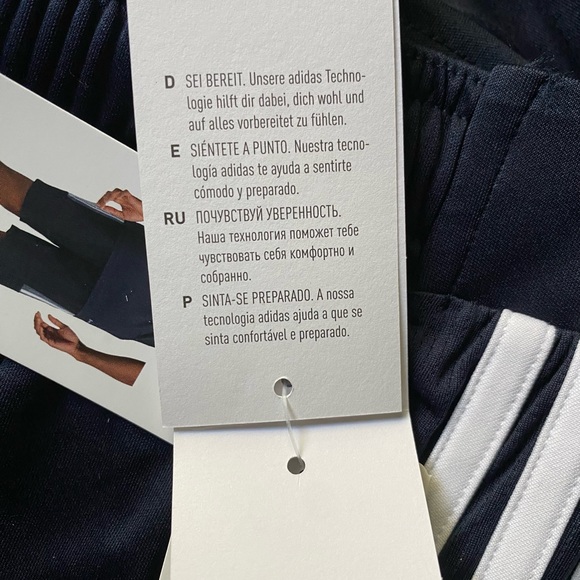 D SEI BEREIT. Unsere adidas Techno-
logie hilft dir dabei, dich wohl und
auf alles vorbereitet zu fühlen.
E SIÉNTETE A PUNTO. Nuestra tecno-
logía adidas te ayuda a sentirte
cómodo y preparado.
RU ПОЧУВСТВУЙ УВЕРЕННОСТЬ.
Наша технология поможет тебе
чувствовать себя комфортно и
собранно.
P SINTA-SE PREPARADO. A nossa
tecnologia adidas ajuda a que se
sinta confortável e preparado.